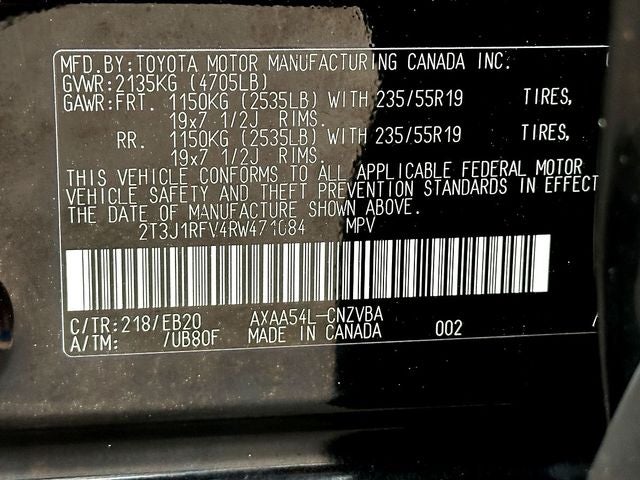 MFD.BY:TOYOTA MOTOR MANUFACTURING CANADA INC.
GVWR:2135KG (4705LB)
GAWR:FRT. 1150KG (2535LB) WITH 235/55R19 TIRES,
19x7 1/2J RIMS.
RR. 1150KG (2535LB) WITH 235/55R19 TIRES,
19x7 1/2J RIMS.
THIS VEHICLE CONFORMS TO ALL APPLICABLE FEDERAL MOTOR
VEHICLE SAFETY AND THEFT PREVENTION STANDARDS IN EFFECT
THE DATE OF MANUFACTURE SHOWN ABOVE.
MPV
C/TR:218/EB20 AXAA54L-CNZVBA
A/TM: /UB80F MADE IN CANADA 002 /